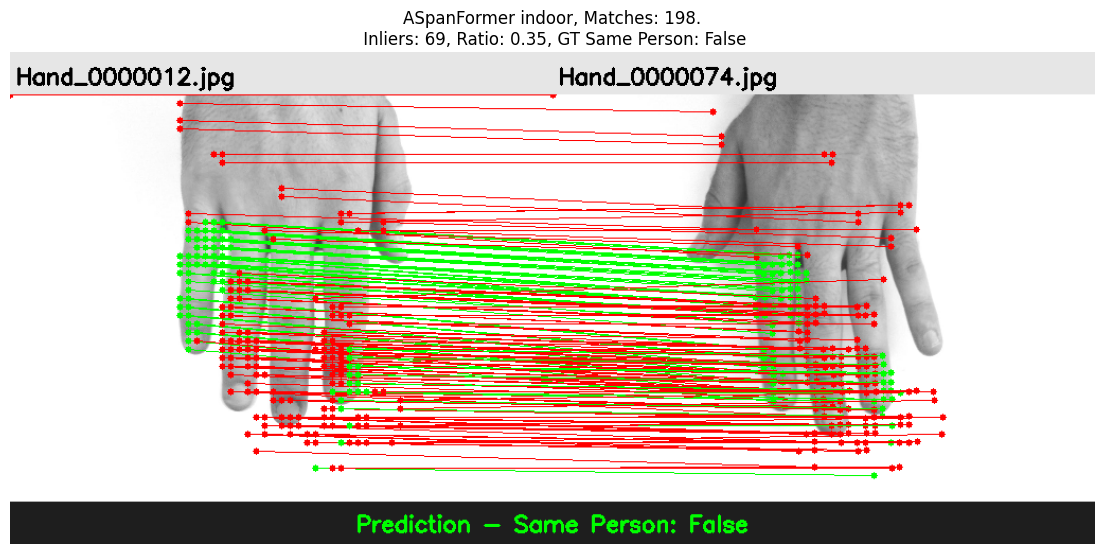 ASpanFormer indoor, Matches: 198.
Inliers: 69, Ratio: 0.35, GT Same Person: False
Hand_0000012.jpg
Hand_0000074.jpg
Prediction - Same Person: False